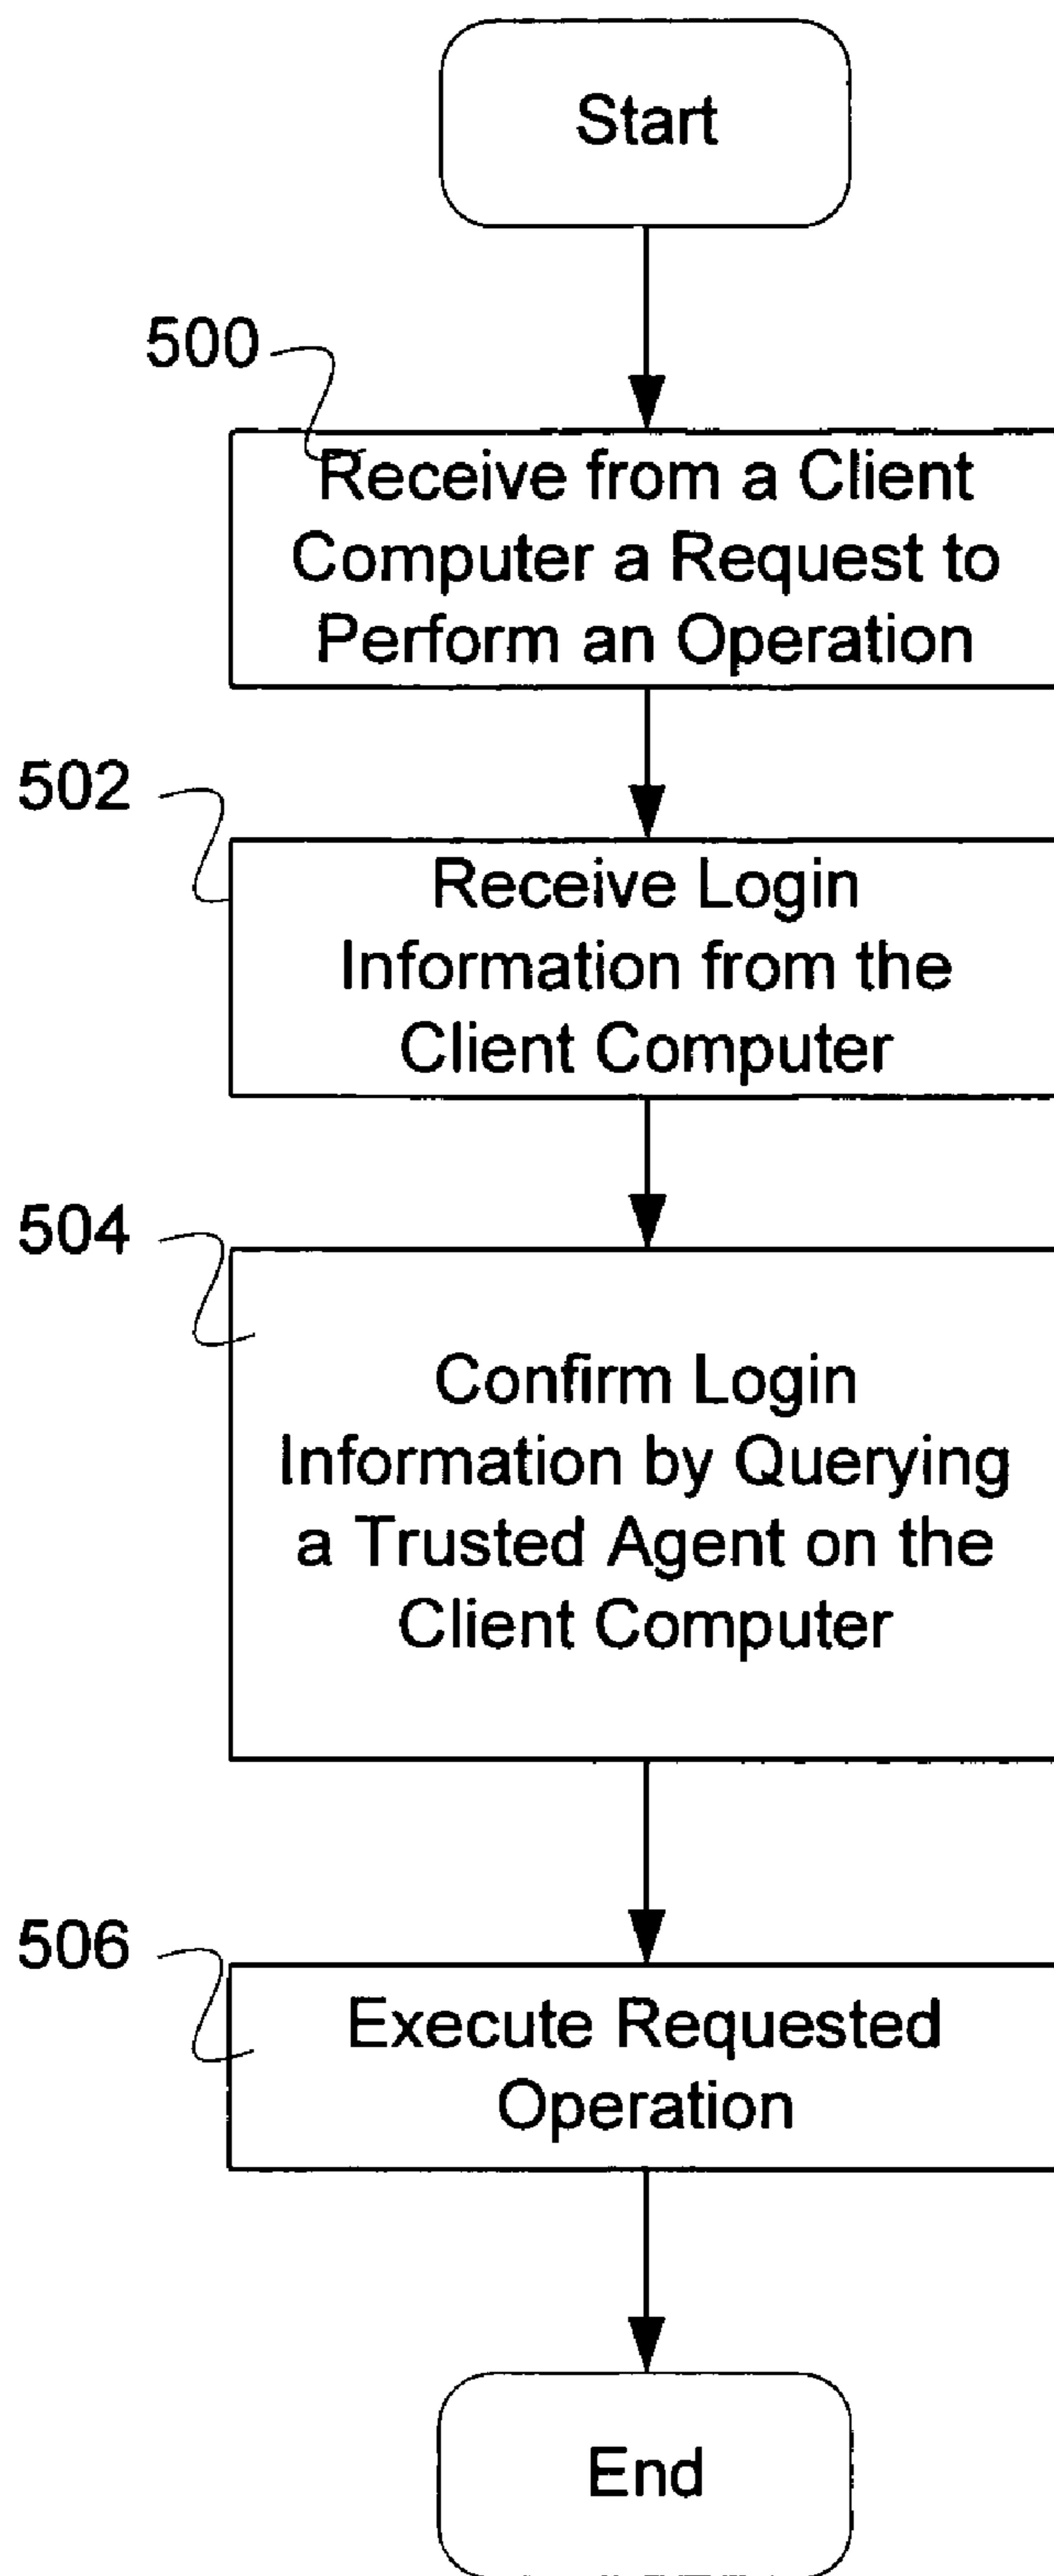 Start
500
Receive from a Client
Computer a Request to
Perform an Operation
502
Receive Login
Information from the
Client Computer
504
Confirm Login
Information by Querying
a Trusted Agent on the
Client Computer
506
Execute Requested
Operation
End